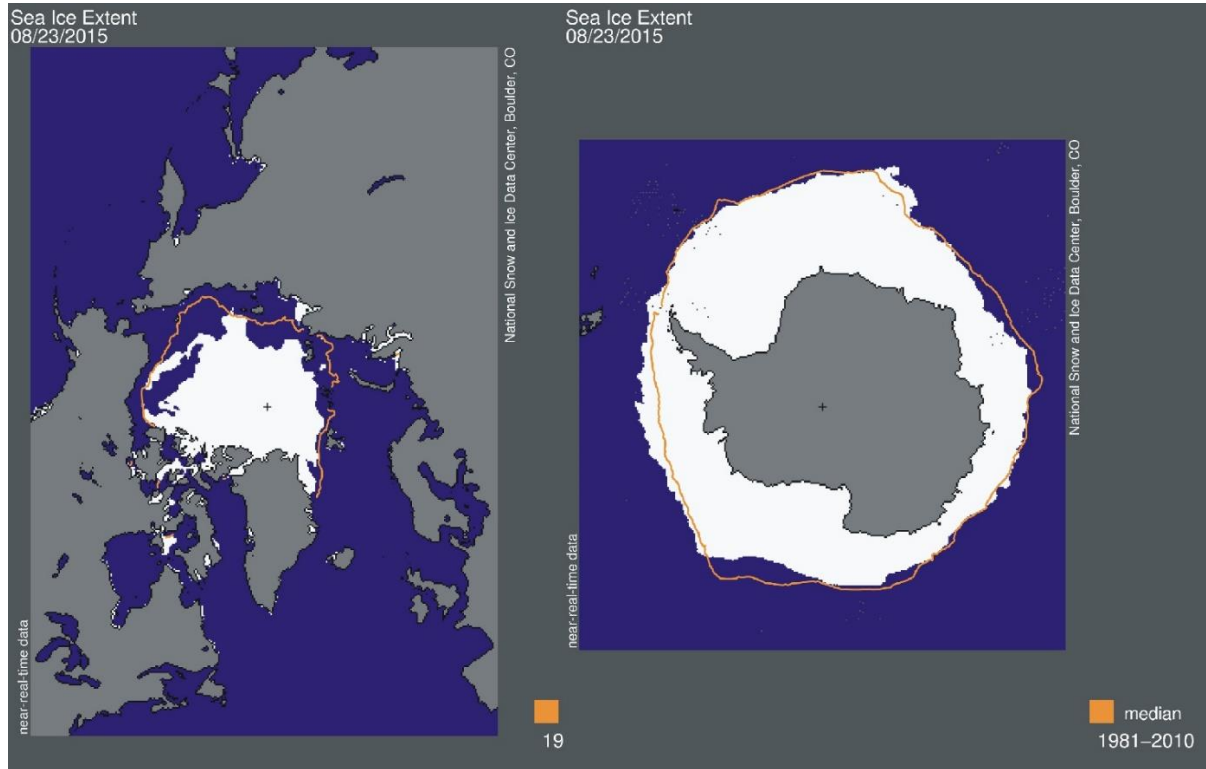 Sea Ice Extent
08/23/2015
National Snow and Ice Data Center, Boulder, CO
near-real-time data
19
Sea Ice Extent
08/23/2015
National Snow and Ice Data Center, Boulder, CO
near-real-time data
median
1981–2010